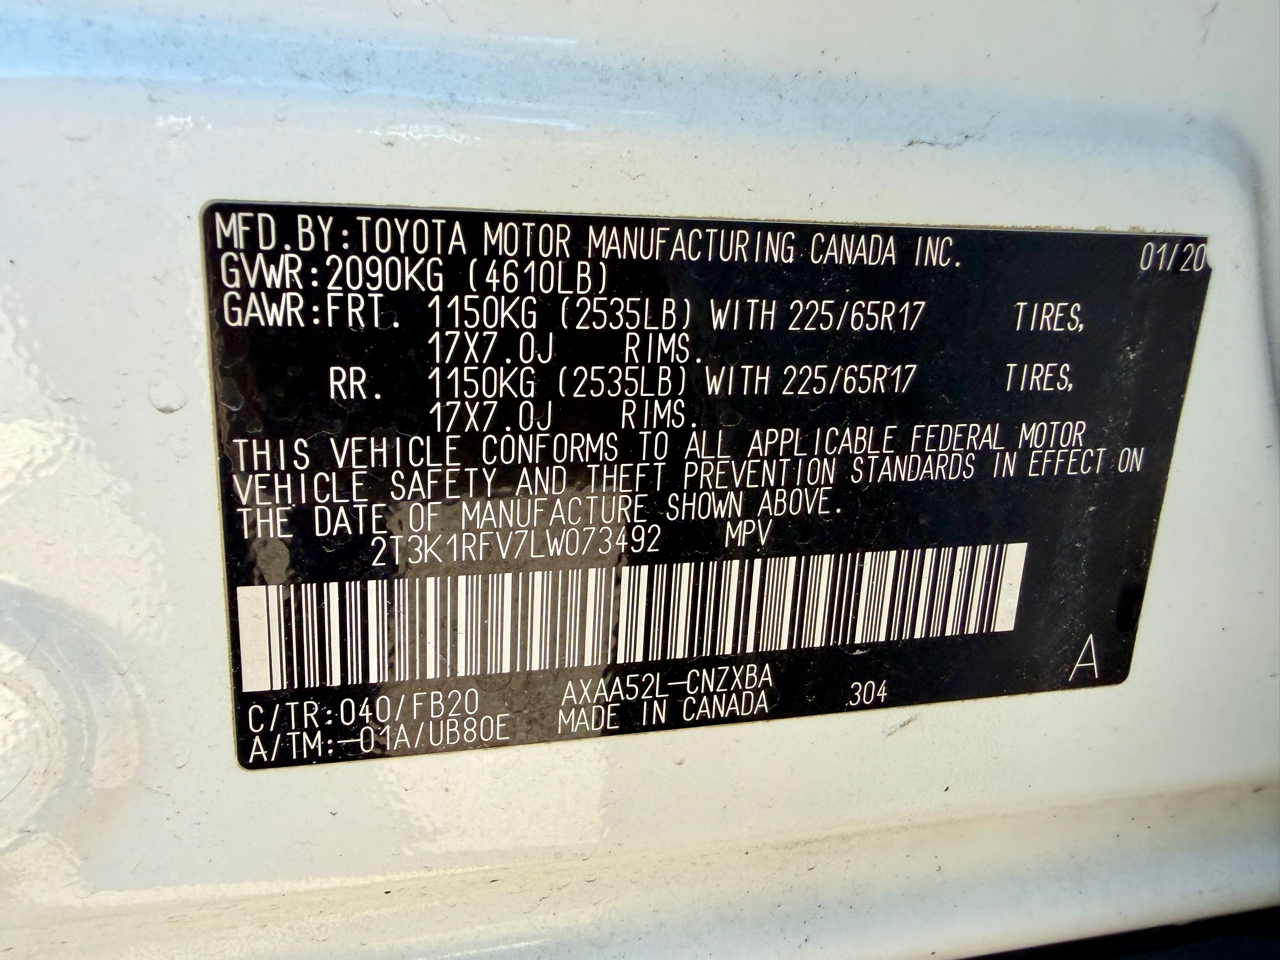 MFD.BY:TOYOTA MOTOR MANUFACTURING CANADA INC. 01/20
GVWR:2090KG (4610LB)
GAWR:FRT. 1150KG (2535LB) WITH 225/65R17 TIRES,
17X7.0J RIMS.
RR. 1150KG (2535LB) WITH 225/65R17 TIRES,
17X7.0J RIMS.
THIS VEHICLE CONFORMS TO ALL APPLICABLE FEDERAL MOTOR
VEHICLE SAFETY AND THEFT PREVENTION STANDARDS IN EFFECT ON
THE DATE OF MANUFACTURE SHOWN ABOVE.
2T3K1RFV7LW073492 MPV
C/TR:040/FB20 AXAA52L-CNZXBA 304 A
A/TM:-01A/UB80E MADE IN CANADA